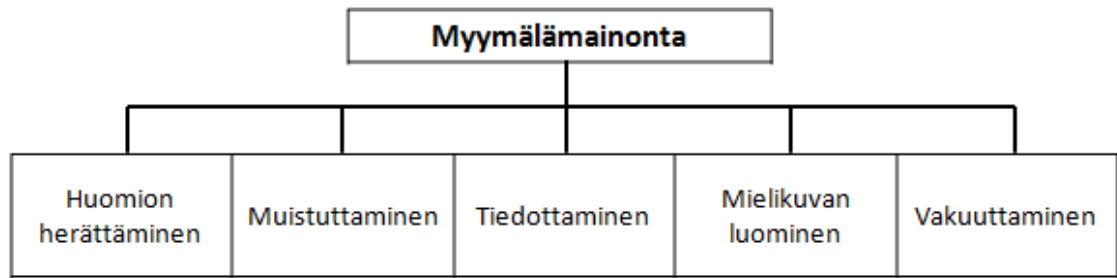 Myymälämainonta
Huomion
herättäminen
Muistuttaminen
Tiedottaminen
Mielikuvan
luominen
Vakuuttaminen